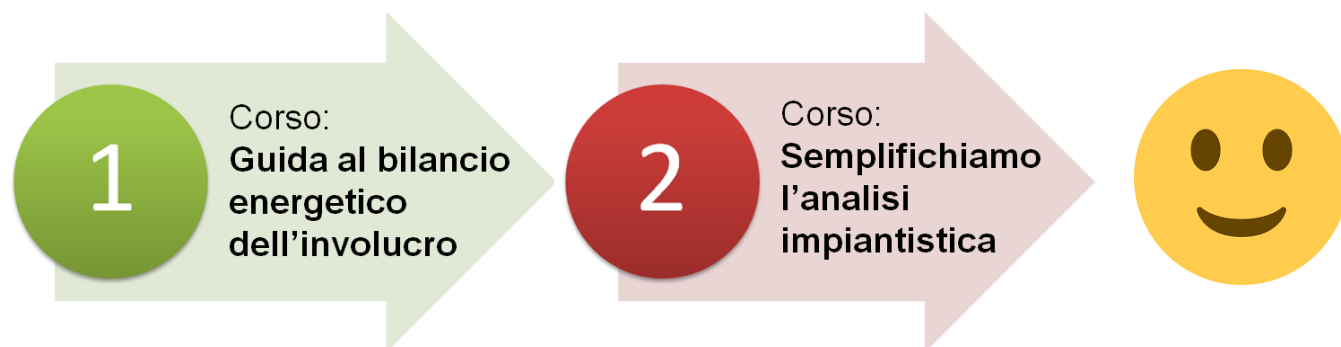 1
Corso:
Guida al bilancio
energetico
dell’involucro
2
Corso:
Semplifichiamo
l’analisi
impiantistica